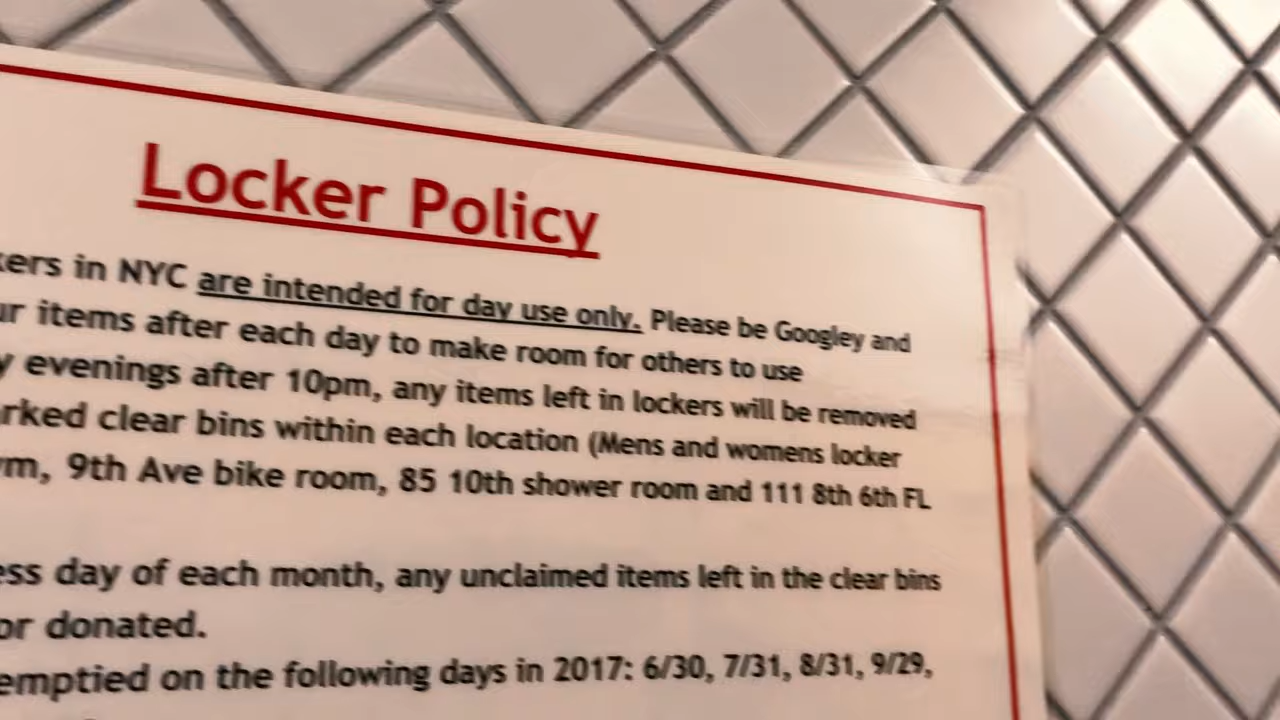 Locker Policy
kers in NYC are intended for day use only. Please be Googley and
ur items after each day to make room for others to use
y evenings after 10pm, any items left in lockers will be removed
arked clear bins within each location (Mens and womens locker
ym, 9th Ave bike room, 85 10th shower room and 111 8th 6th FL
ess day of each month, any unclaimed items left in the clear bins
or donated.
emptied on the following days in 2017: 6/30, 7/31, 8/31, 9/29,